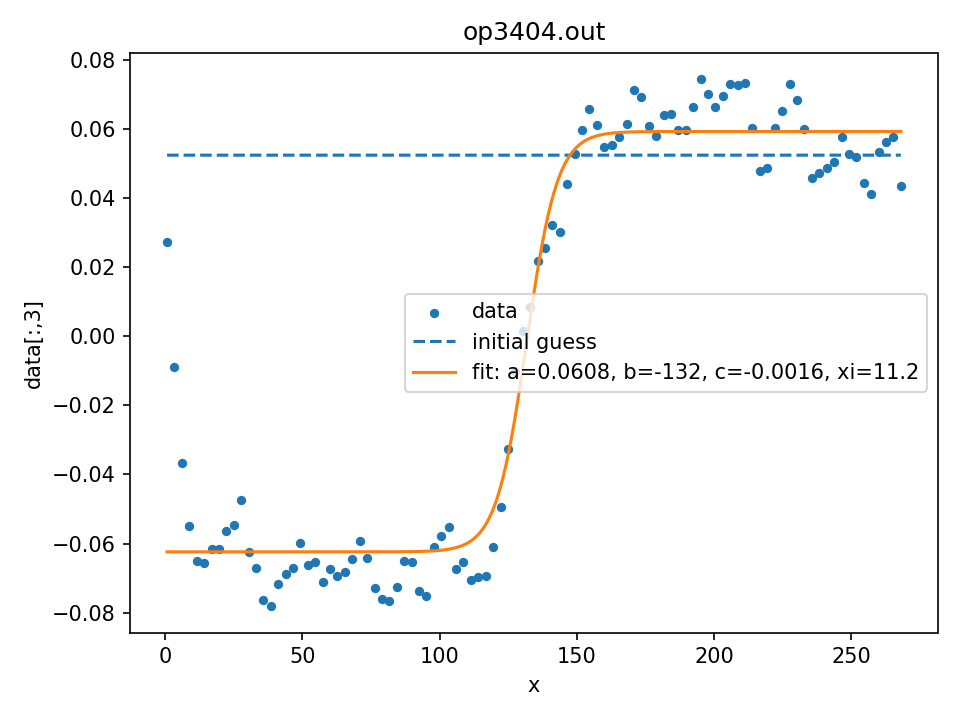 op3404.out
0.08
0.06
0.04
0.02
0.00
−0.02
−0.04
−0.06
−0.08
data[:,3]
data
initial guess
fit: a=0.0608, b=-132, c=-0.0016, xi=11.2
0 50 100 150 200 250
x